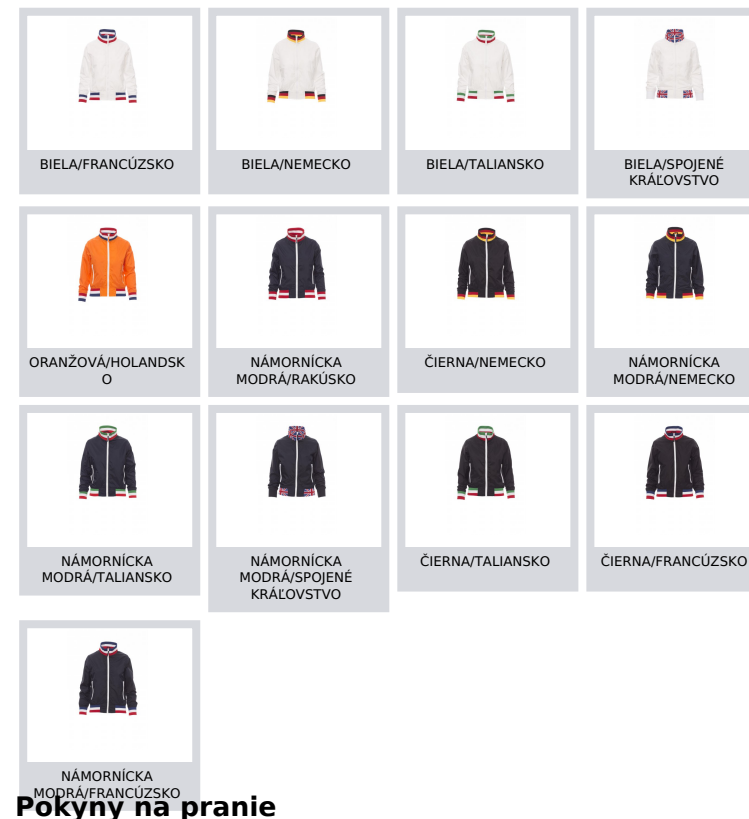 BIELA/FRANCÚZSKO
BIELA/NEMECKO
BIELA/TALIANSKO
BIELA/SPOJENÉ
KRÁĽOVSTVO
ORANŽOVÁ/HOLANDSK
O
NÁMORNÍCKA
MODRÁ/RAKÚSKO
ČIERNA/NEMECKO
NÁMORNÍCKA
MODRÁ/NEMECKO
NÁMORNÍCKA
MODRÁ/TALIANSKO
NÁMORNÍCKA
MODRÁ/SPOJENÉ
KRÁĽOVSTVO
ČIERNA/TALIANSKO
ČIERNA/FRANCÚZSKO
NÁMORNÍCKA
MODRÁ/FRANCÚZSKO
Pokyny na pranie